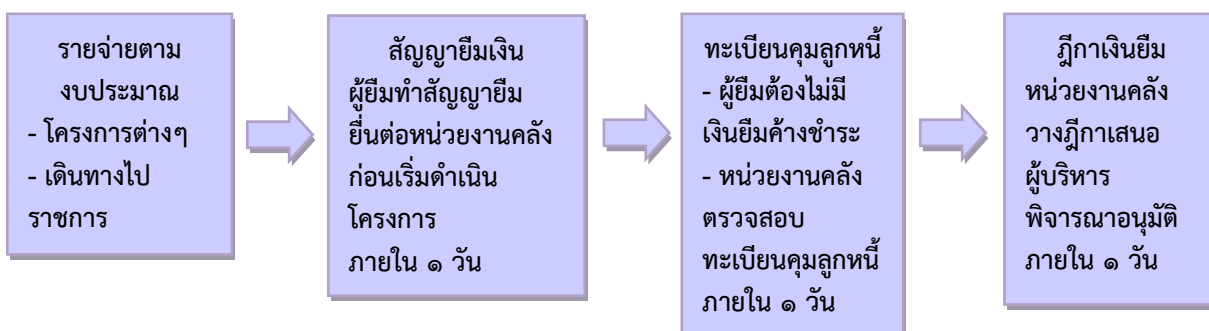 รายจ่ายตาม
งบประมาณ
- โครงการต่างๆ
- เดินทางไป
ราชการ
สัญญายืมเงิน
ผู้ยืมทำสัญญายืม
ยื่นต่อหน่วยงานคลัง
ก่อนเริ่มดำเนิน
โครงการ
ภายใน ๑ วัน
ทะเบียนคุมลูกหนี้
- ผู้ยืมต้องไม่มี
เงินยืมค้างชำระ
- หน่วยงานคลัง
ตรวจสอบ
ทะเบียนคุมลูกหนี้
ภายใน ๑ วัน
ฎีกาเงินยืม
หน่วยงานคลัง
วางฎีกาเสนอ
ผู้บริหาร
พิจารณาอนุมัติ
ภายใน ๑ วัน